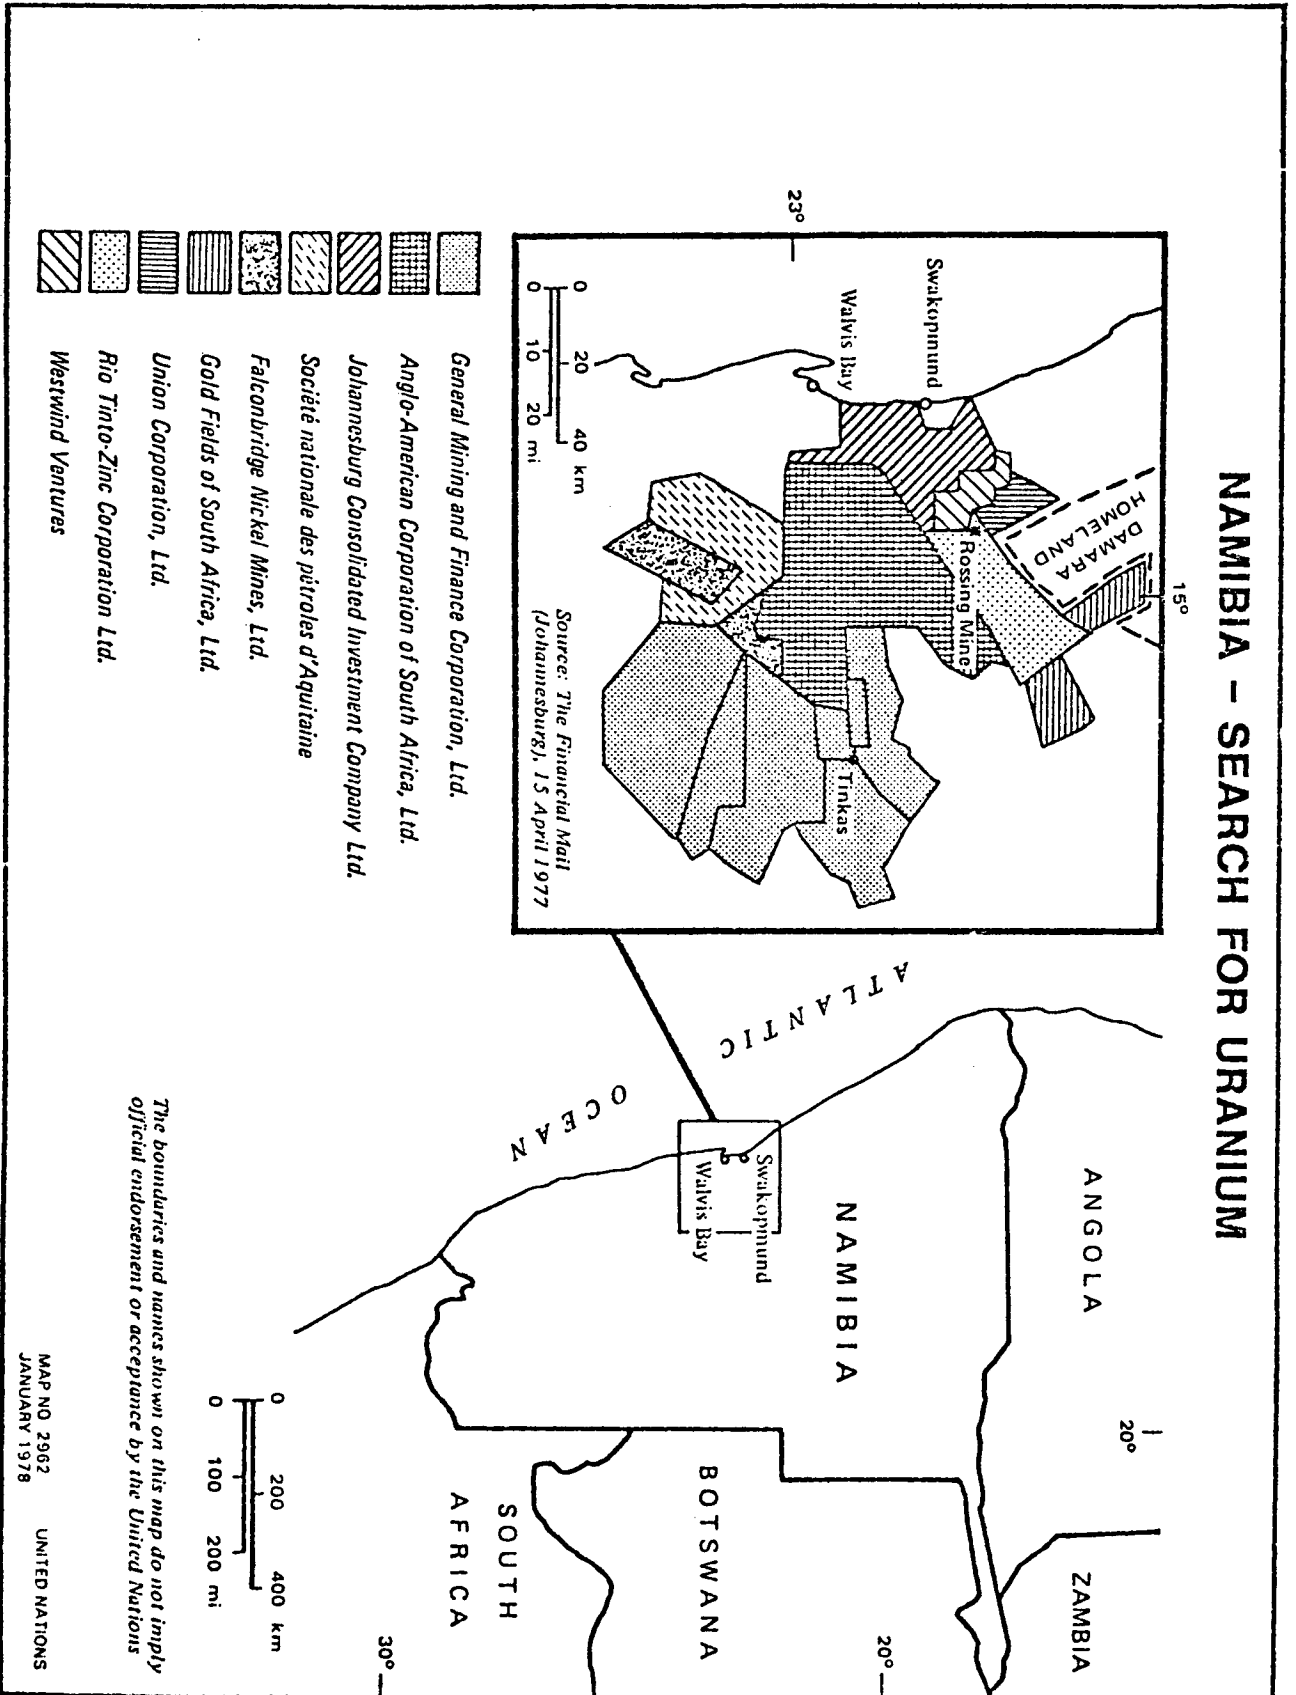 NAMIBIA – SEARCH FOR URANIUM
15°
23°
DAMARA
HOMELAND
Swakopmund
Walvis Bay
Rossing Mine
Tinkas
0 20 40 km
0 10 20 mi
Source: The Financial Mail
(Johannesburg), 15 April 1977
General Mining and Finance Corporation, Ltd.
Anglo-American Corporation of South Africa, Ltd.
Johannesburg Consolidated Investment Company Ltd.
Société nationale des pétroles d'Aquitaine
Falconbridge Nickel Mines, Ltd.
Gold Fields of South Africa, Ltd.
Union Corporation, Ltd.
Rio Tinto-Zinc Corporation Ltd.
Westwind Ventures
20°
ANGOLA
ZAMBIA
NAMIBIA
20°
ATLANTIC
OCEAN
Swakopmund
Walvis Bay
BOTSWANA
SOUTH
AFRICA
30°
0 200 400 km
0 100 200 mi
The boundaries and names shown on this map do not imply
official endorsement or acceptance by the United Nations
MAP NO 2962 UNITED NATIONS
JANUARY 1978